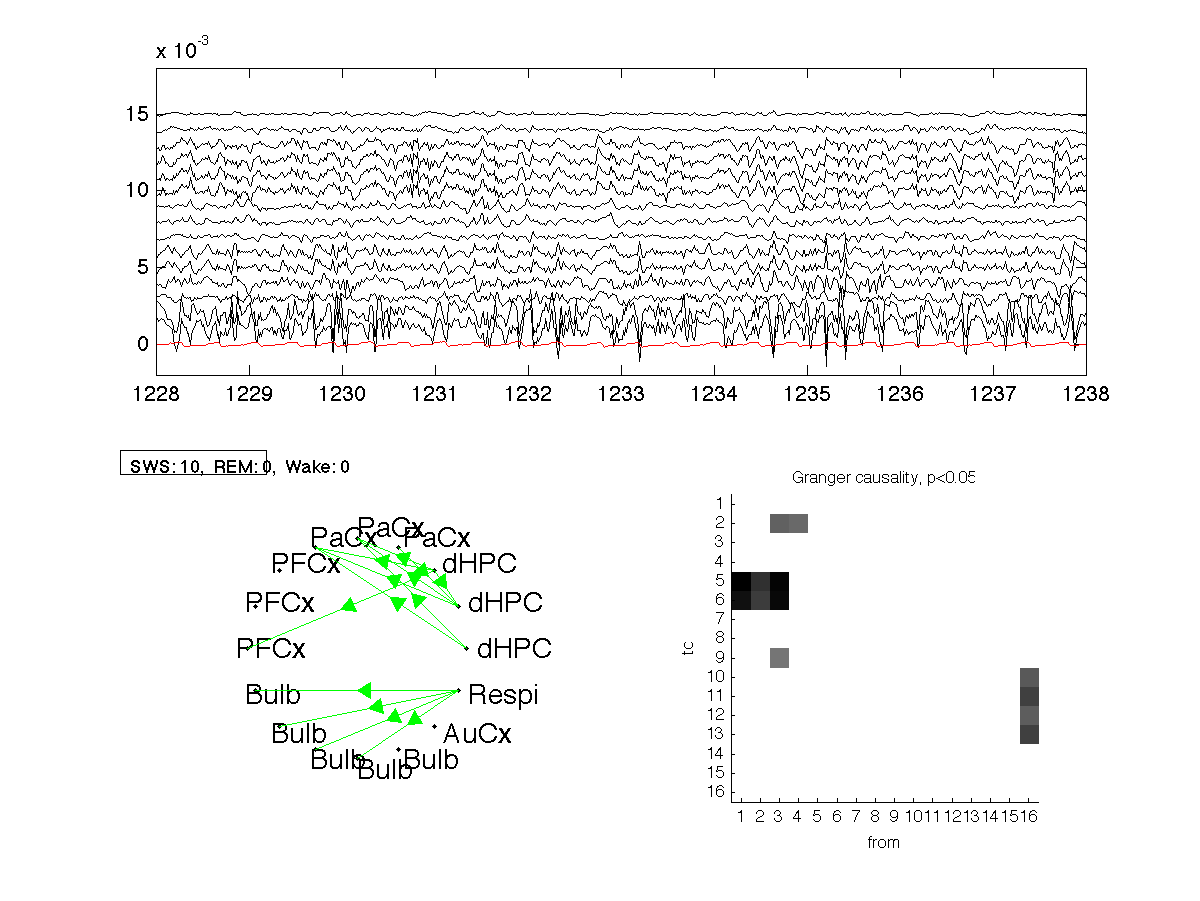 x 10-3
15
10
5
0
1228 1229 1230 1231 1232 1233 1234 1235 1236 1237 1238
SWS:10, REM:0, Wake:0
PaCx
PaCx PaCx
PFCx dHPC
PFCx dHPC
PFCx dHPC
Bulb Respi
Bulb AuCx
Bulb Bulb
Bulb
Granger causality, p<0.05
1
2
3
4
5
6
7
8
9
10
11
12
13
14
15
16
to
1 2 3 4 5 6 7 8 9 10 11 12 13 14 15 16
from